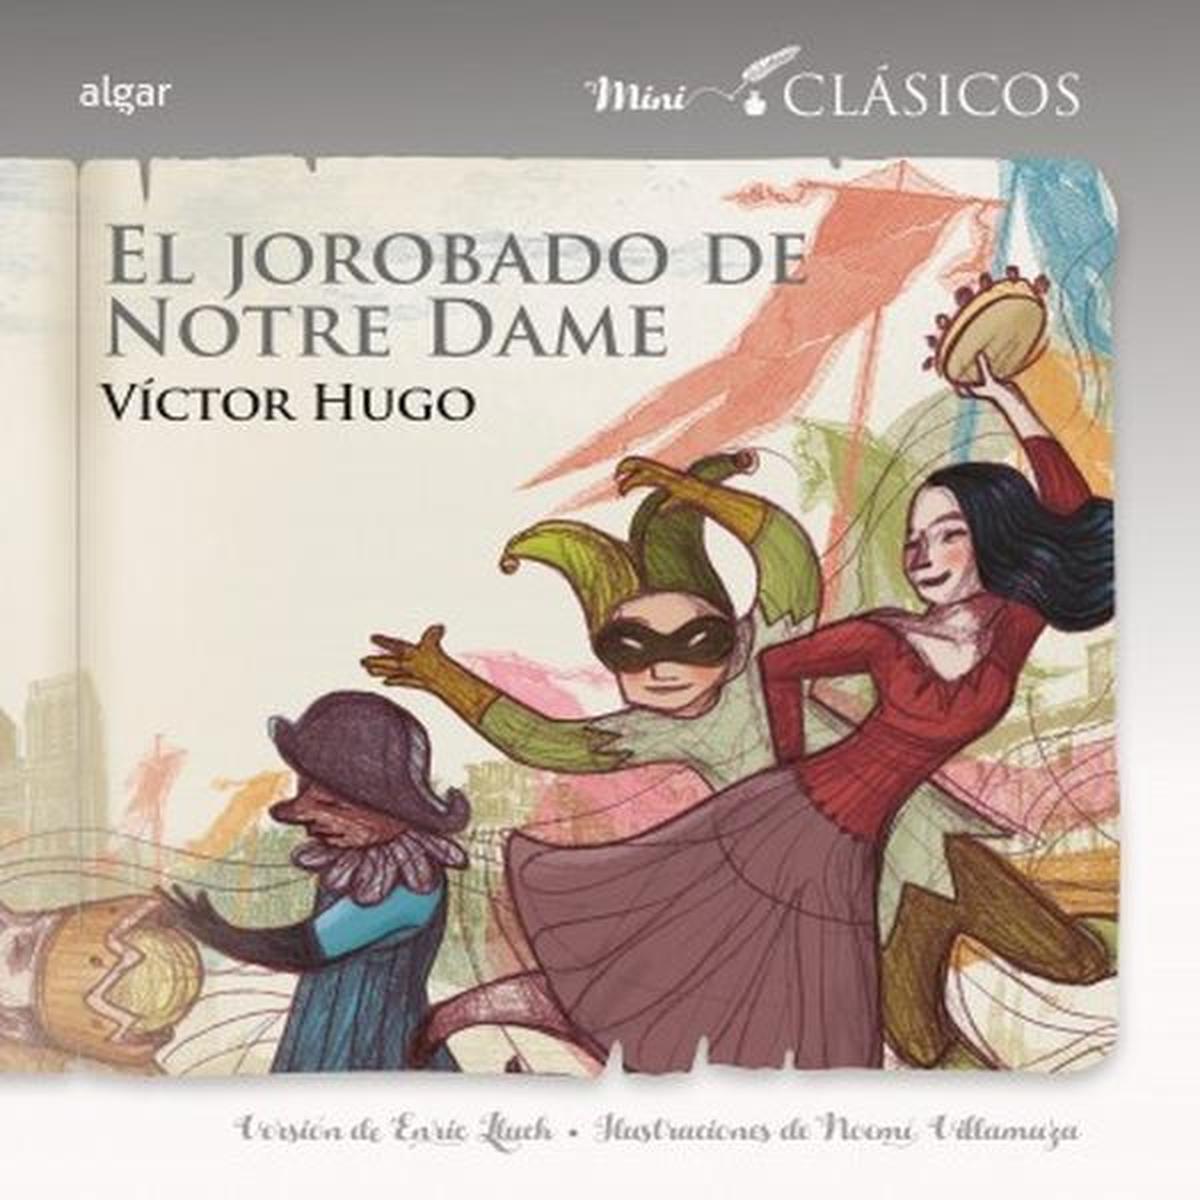 algar
Mini CLÁSICOS
EL JOROBADO DE
NOTRE DAME
VÍCTOR HUGO
Versión de Enric Lluch • Ilustraciones de Noemí Villamuza